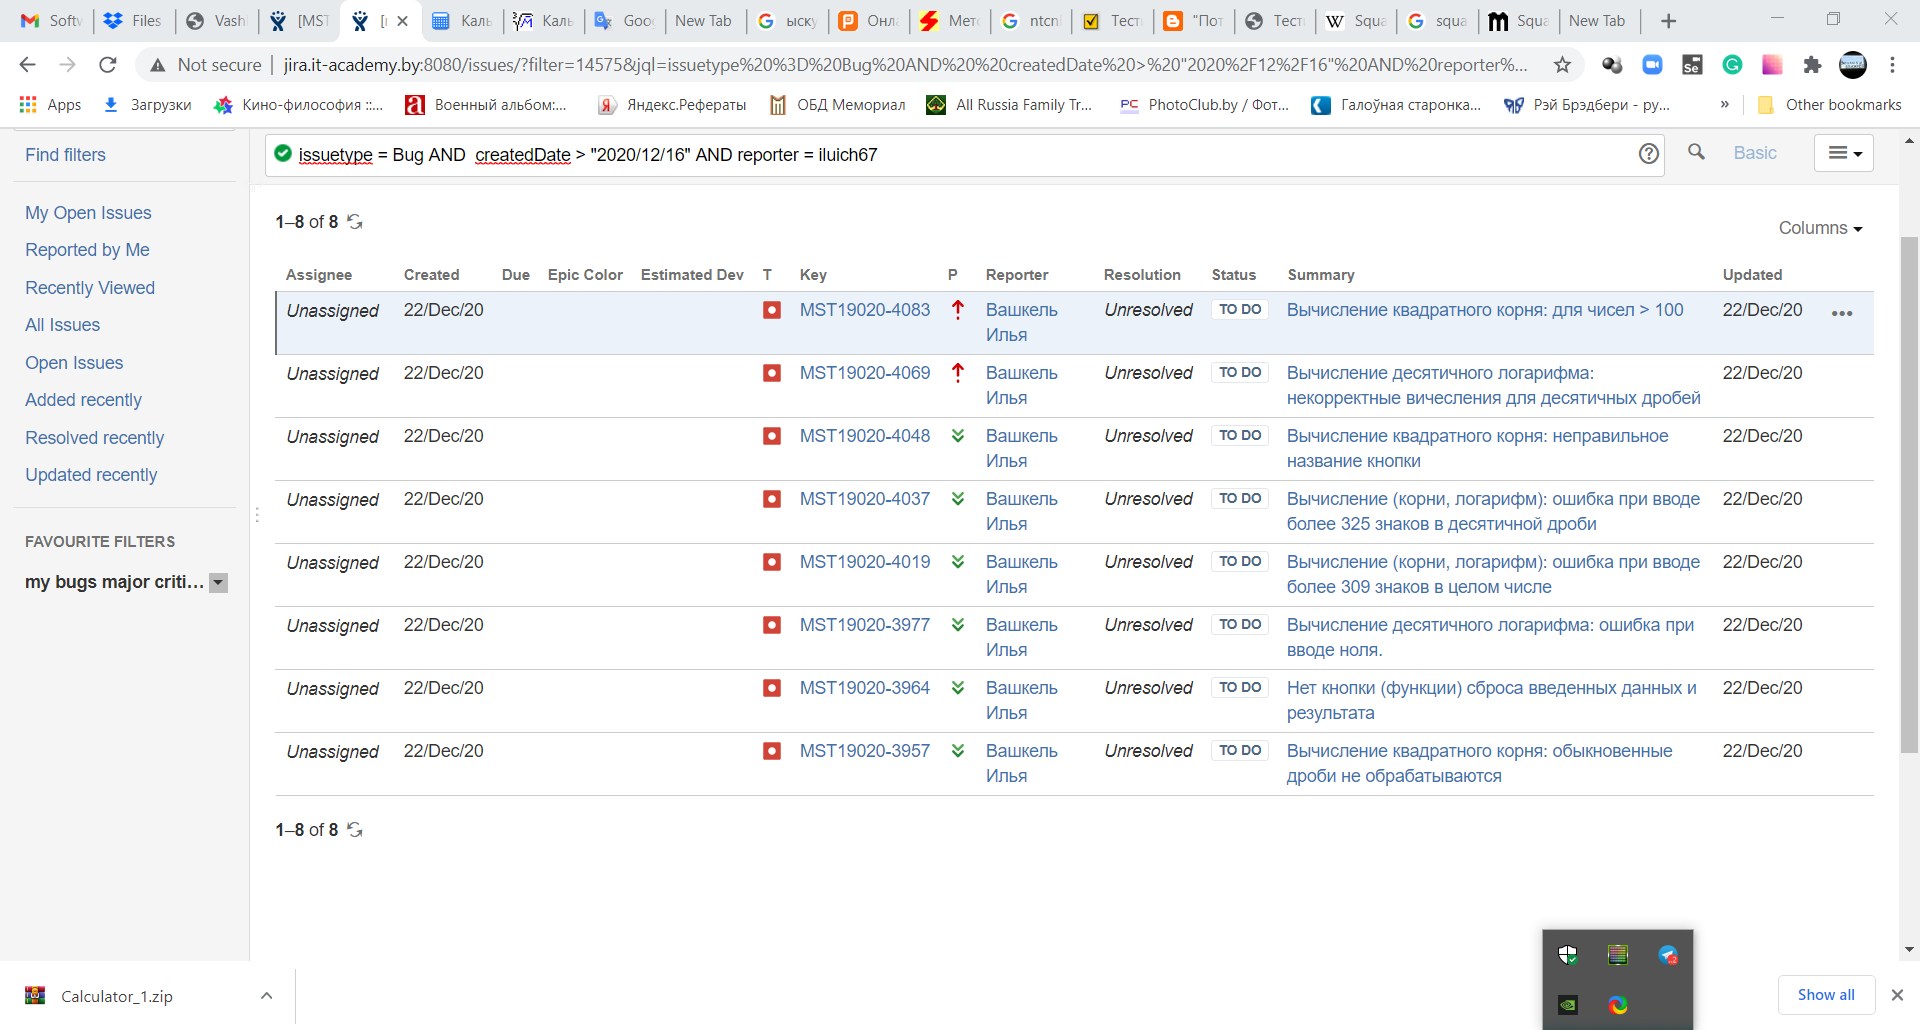 Softw
Files
Vashk
[MST
[
Каль
Каль
Goog
New Tab
ыску
Онла
Мето
ntcn
Тест
"Пот
Тест
Squa
squa
Squa
New Tab
Not secure
jira.it-academy.by:8080/issues/?filter=14575&jql=issuetype%20%3D%20Bug%20AND%20%20createdDate%20>%20"2020%2F12%2F16"%20AND%20reporter%...
Apps
Загрузки
Кино-философия ::...
Военный альбом:...
Яндекс.Рефераты
ОБД Мемориал
All Russia Family Tr...
PhotoClub.by / Фот...
Галоўная старонка...
Рэй Брэдбери - ру...
»
Other bookmarks
Find filters
issuetype = Bug AND  createdDate > "2020/12/16" AND reporter = iluich67
Basic
My Open Issues
Reported by Me
Recently Viewed
All Issues
Open Issues
Added recently
Resolved recently
Updated recently
FAVOURITE FILTERS
my bugs major criti...
1–8 of 8
Columns
Assignee Created Due Epic Color Estimated Dev T Key P Reporter Resolution Status Summary Updated
Unassigned 22/Dec/20 MST19020-4083 Вашкель Unresolved TO DO Вычисление квадратного корня: для чисел > 100 22/Dec/20
Илья
Unassigned 22/Dec/20 MST19020-4069 Вашкель Unresolved TO DO Вычисление десятичного логарифма: 22/Dec/20
Илья некорректные вичесления для десятичных дробей
Unassigned 22/Dec/20 MST19020-4048 Вашкель Unresolved TO DO Вычисление квадратного корня: неправильное 22/Dec/20
Илья название кнопки
Unassigned 22/Dec/20 MST19020-4037 Вашкель Unresolved TO DO Вычисление (корни, логарифм): ошибка при вводе 22/Dec/20
Илья более 325 знаков в десятичной дроби
Unassigned 22/Dec/20 MST19020-4019 Вашкель Unresolved TO DO Вычисление (корни, логарифм): ошибка при вводе 22/Dec/20
Илья более 309 знаков в целом числе
Unassigned 22/Dec/20 MST19020-3977 Вашкель Unresolved TO DO Вычисление десятичного логарифма: ошибка при 22/Dec/20
Илья вводе ноля.
Unassigned 22/Dec/20 MST19020-3964 Вашкель Unresolved TO DO Нет кнопки (функции) сброса введенных данных и 22/Dec/20
Илья результата
Unassigned 22/Dec/20 MST19020-3957 Вашкель Unresolved TO DO Вычисление квадратного корня: обыкновенные 22/Dec/20
Илья дроби не обрабатываются
1–8 of 8
Calculator_1.zip
Show all